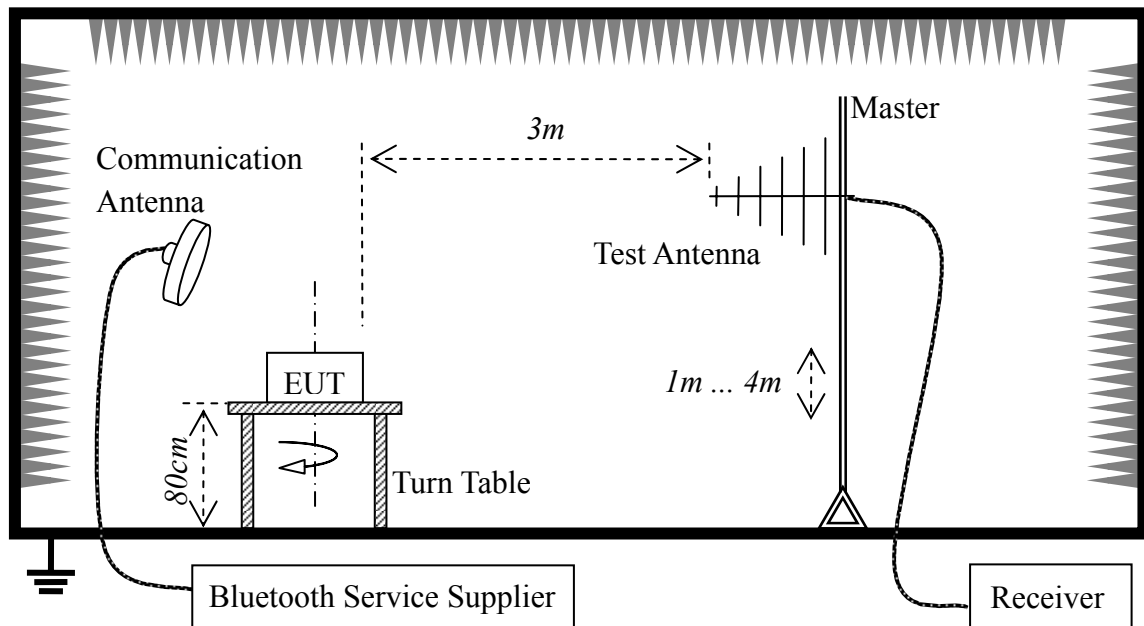 Master
3m
Communication
Antenna
Test Antenna
1m ... 4m
EUT
80cm
Turn Table
Bluetooth Service Supplier
Receiver